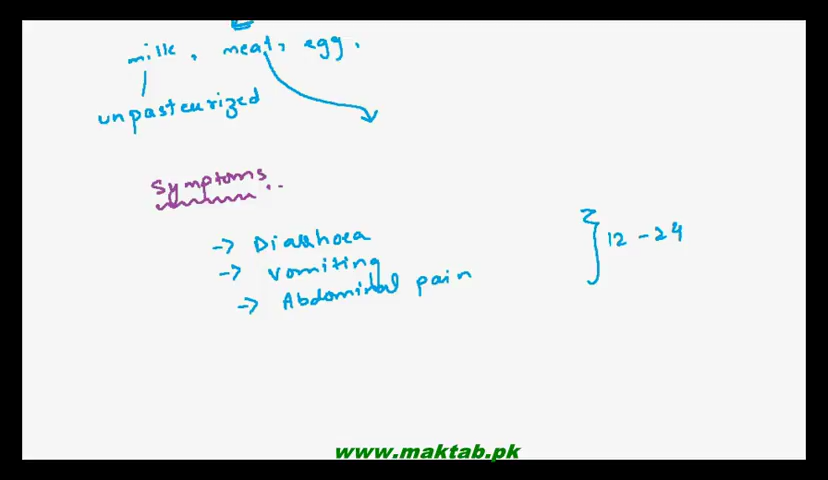 milk, meat, egg.
unpasteurized
Symptoms..
-> Diarrhoea
-> Vomiting
-> Abdominal pain
} 12 - 24
www.maktab.pk